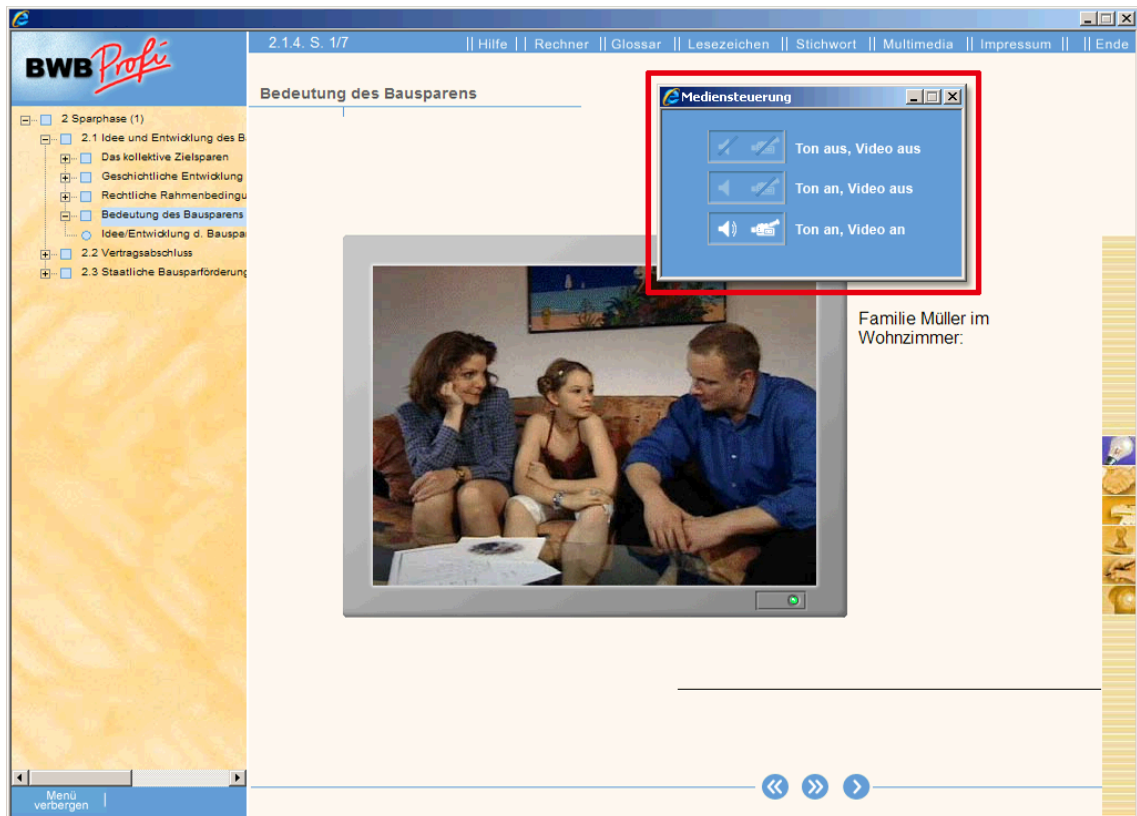 BWB Profi
2.1.4. S. 1/7
|| Hilfe || Rechner || Glossar || Lesezeichen || Stichwort || Multimedia || Impressum || || Ende
Bedeutung des Bausparens
Mediensteuerung
Ton aus, Video aus
Ton an, Video aus
Ton an, Video an
2 Sparphase (1)
2.1 Idee und Entwicklung des B
Das kollektive Zielsparen
Geschichtliche Entwicklung
Rechtliche Rahmenbedingu
Bedeutung des Bausparens
Idee/Entwicklung d. Bauspa
2.2 Vertragsabschluss
2.3 Staatliche Bausparförderung
Familie Müller im
Wohnzimmer:
Menü
verbergen